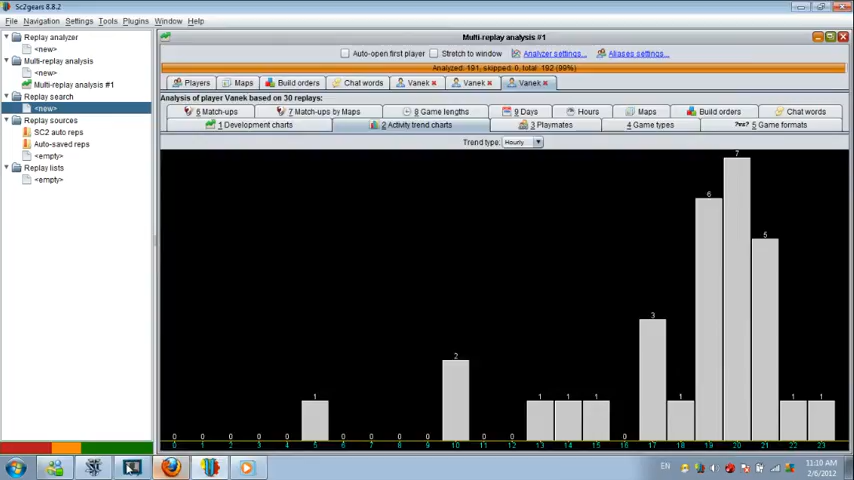 Sc2gears 8.8.2
File Navigation Settings Tools Plugins Window Help
Replay analyzer
<new>
Multi-replay analysis
<new>
Multi-replay analysis #1
Replay search
<new>
Replay sources
SC2 auto reps
Auto-saved reps
<empty>
Replay lists
<empty>
Multi-replay analysis #1
Auto-open first player Stretch to window Analyzer settings... Aliases settings...
Analyzed: 191, skipped: 0, total: 192 (99%)
Players Maps Build orders Chat words Vanek Vanek Vanek
Analysis of player Vanek based on 30 replays:
6 Match-ups 7 Match-ups by Maps 8 Game lengths 9 Days Hours Maps Build orders Chat words
1 Development charts 2 Activity trend charts 3 Playmates 4 Game types 5 Game formats
Trend type: Hourly
7
6
5
3
2
1 1 1 1 1 1 1
0 0 0 0 0 0 0 0 0 0 0 0
0 1 2 3 4 5 6 7 8 9 10 11 12 13 14 15 16 17 18 19 20 21 22 23
EN
11:10 AM
2/6/2012